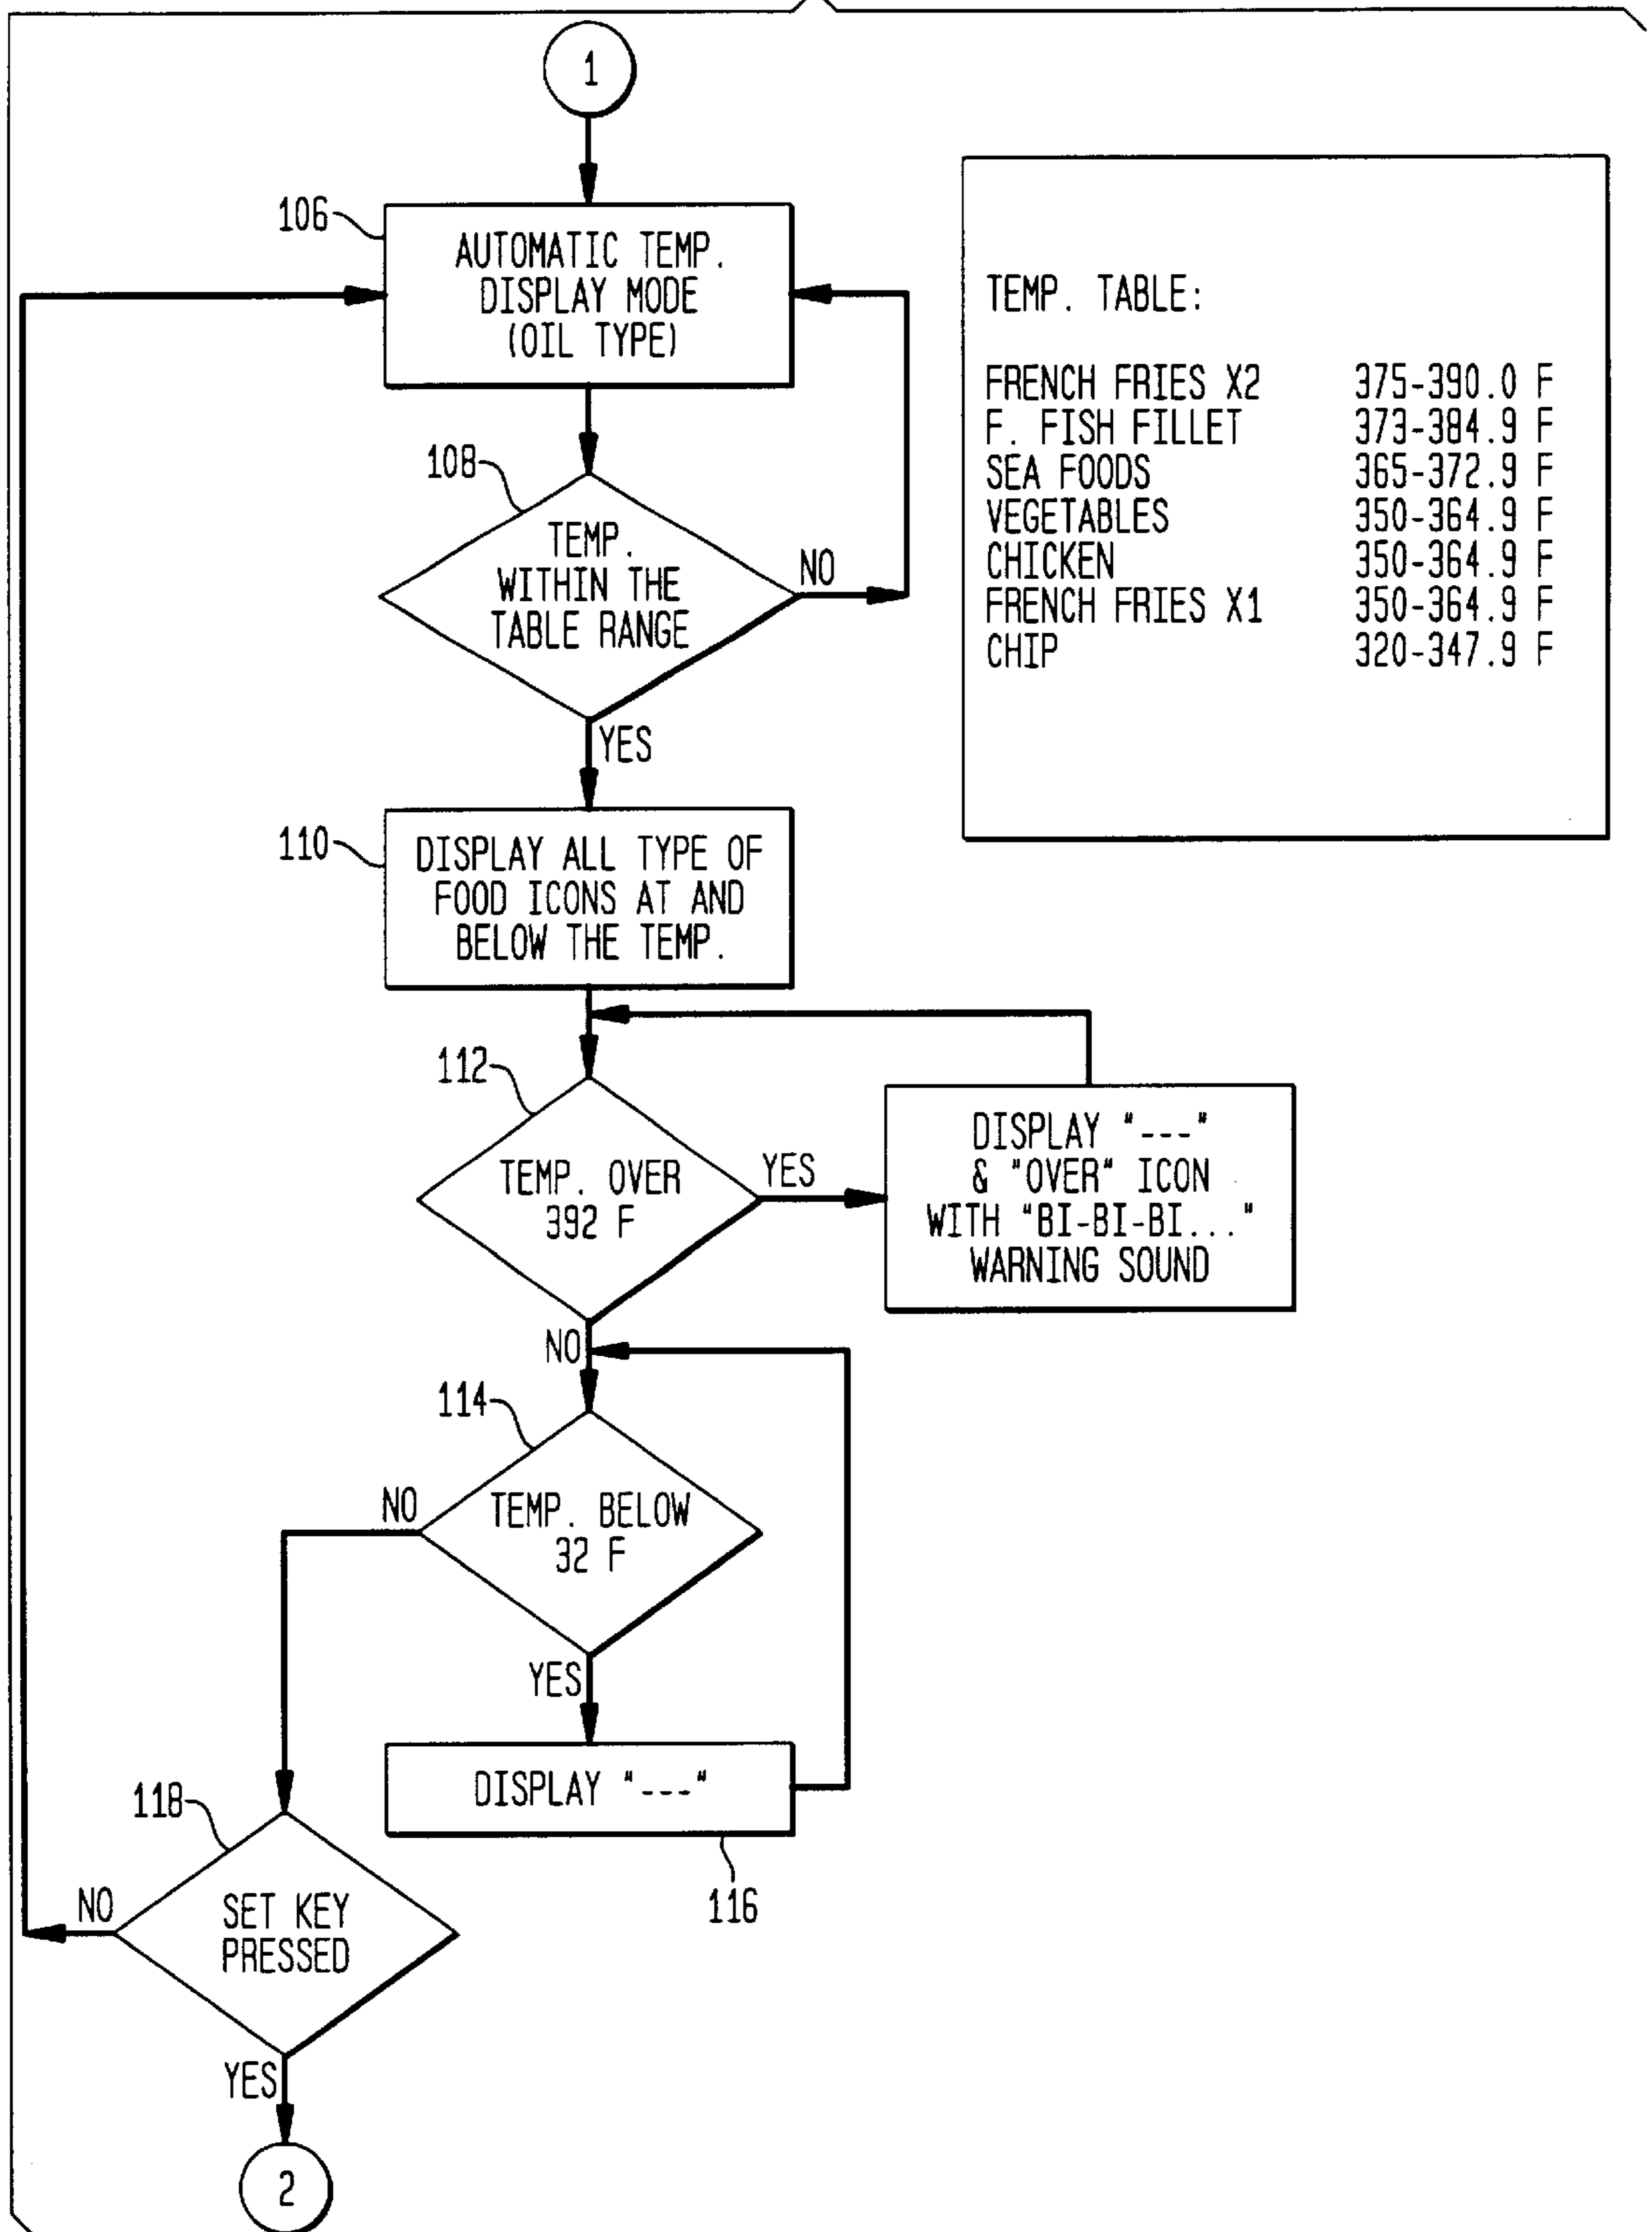 1
106
AUTOMATIC TEMP.
DISPLAY MODE
(OIL TYPE)
108
TEMP.
WITHIN THE
TABLE RANGE
NO
YES
TEMP. TABLE:
FRENCH FRIES X2 375-390.0 F
F. FISH FILLET 373-384.9 F
SEA FOODS 365-372.9 F
VEGETABLES 350-364.9 F
CHICKEN 350-364.9 F
FRENCH FRIES X1 350-364.9 F
CHIP 320-347.9 F
110
DISPLAY ALL TYPE OF
FOOD ICONS AT AND
BELOW THE TEMP.
112
TEMP. OVER
392 F
YES
DISPLAY "---"
& "OVER" ICON
WITH "BI-BI-BI..."
WARNING SOUND
NO
114
TEMP. BELOW
32 F
NO
YES
DISPLAY "---"
116
118
SET KEY
PRESSED
NO
YES
2